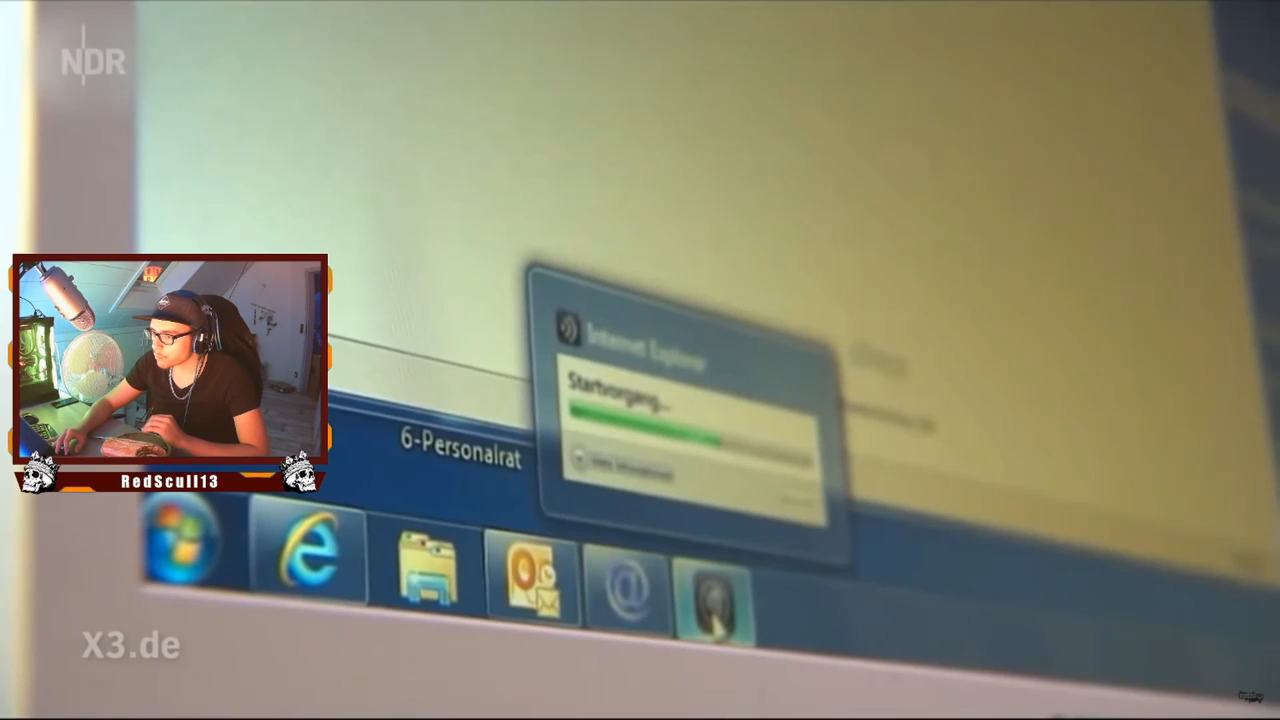 NDR
Internet Explorer
Startvorgang...
6-Personalrat
RedScull13
X3.de